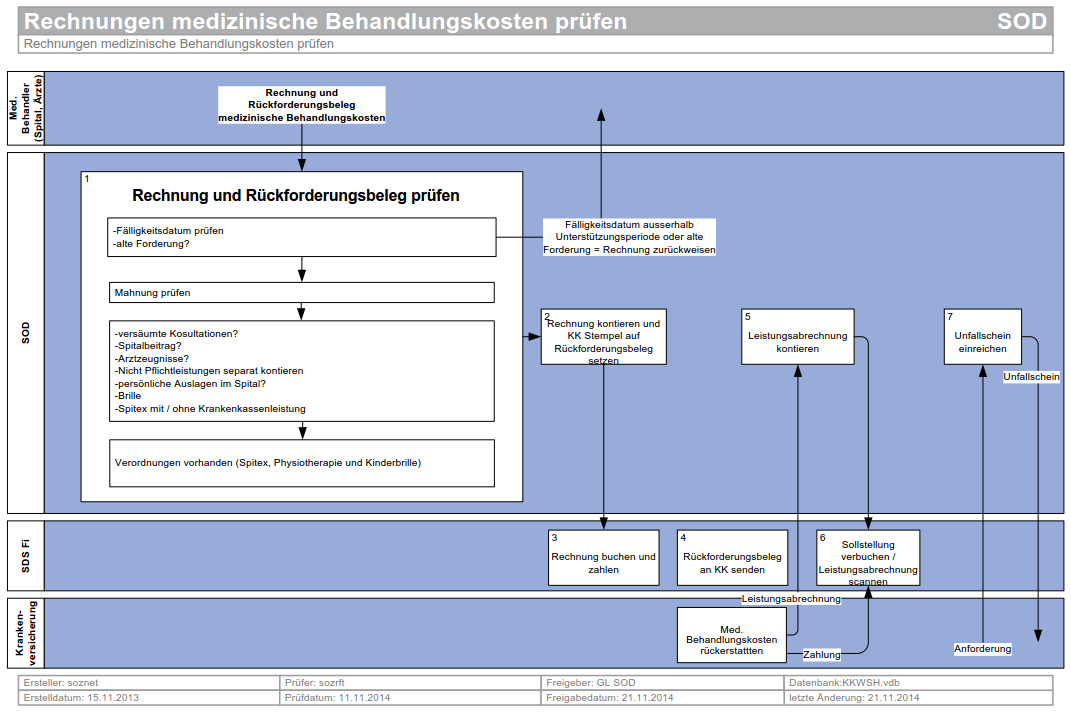 Rechnungen medizinische Behandlungskosten prüfen
SOD
Rechnungen medizinische Behandlungskosten prüfen
Med.
Behandler
(Spital, Ärzte)
Rechnung und
Rückforderungsbeleg
medizinische Behandlungskosten
SOD
1
Rechnung und Rückforderungsbeleg prüfen
-Fälligkeitsdatum prüfen
-alte Forderung?
Fälligkeitsdatum ausserhalb
Unterstützungsperiode oder alte
Forderung = Rechnung zurückweisen
Mahnung prüfen
-versäumte Kosultationen?
-Spitalbeitrag?
-Arztzeugnisse?
-Nicht Pflichtleistungen separat kontieren
-persönliche Auslagen im Spital?
-Brille
-Spitex mit / ohne Krankenkassenleistung
Verordnungen vorhanden (Spitex, Physiotherapie und Kinderbrille)
2
Rechnung kontieren und
KK Stempel auf
Rückforderungsbeleg
setzen
5
Leistungsabrechnung
kontieren
7
Unfallschein
einreichen
Unfallschein
SDS Fi
3
Rechnung buchen und
zahlen
4
Rückforderungsbeleg
an KK senden
6
Sollstellung
verbuchen /
Leistungsabrechnung
scannen
Kranken-
versicherung
Leistungsabrechnung
Med.
Behandlungskosten
rückerstattten
Zahlung
Anforderung
Ersteller: soznet
Prüfer: sozrft
Freigeber: GL SOD
Datenbank:KKWSH.vdb
Erstelldatum: 15.11.2013
Prüfdatum: 11.11.2014
Freigabedatum: 21.11.2014
letzte Änderung: 21.11.2014